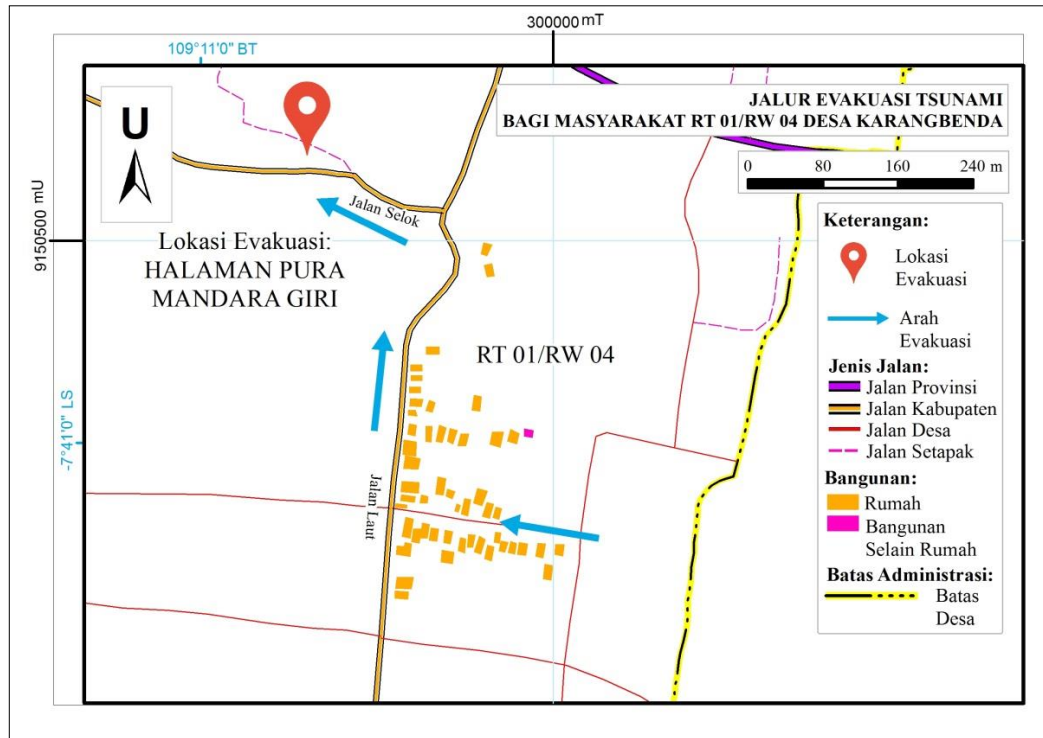 300000 mT
109°11'0" BT
U
JALUR EVAKUASI TSUNAMI
BAGI MASYARAKAT RT 01/RW 04 DESA KARANGBENDA
0 80 160 240 m
9150500 mU
Jalan Selok
Lokasi Evakuasi:
HALAMAN PURA
MANDARA GIRI
RT 01/RW 04
-7°41'0" LS
Jalan Laut
Keterangan:
Lokasi
Evakuasi
Arah
Evakuasi
Jenis Jalan:
Jalan Provinsi
Jalan Kabupaten
Jalan Desa
Jalan Setapak
Bangunan:
Rumah
Bangunan
Selain Rumah
Batas Administrasi:
Batas
Desa